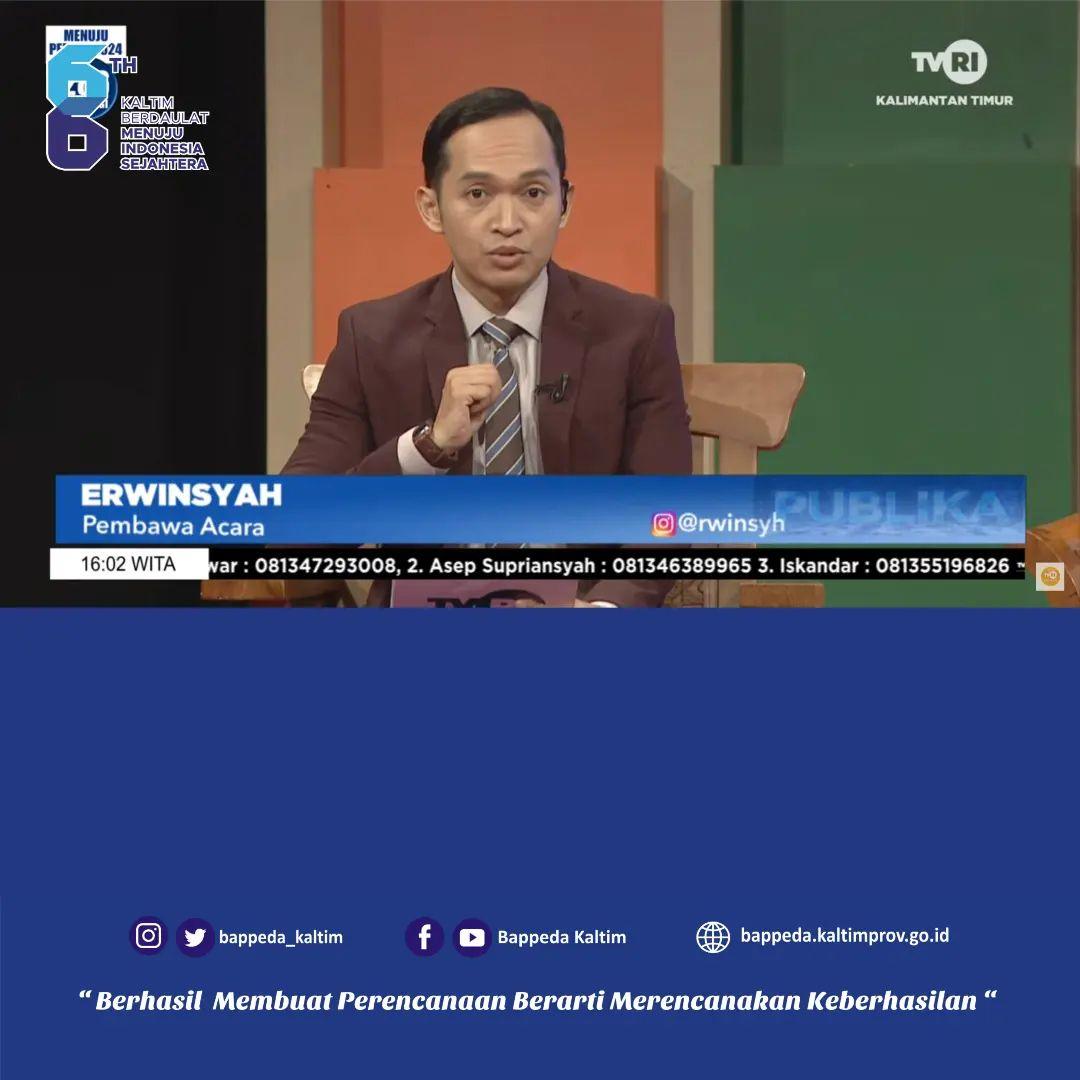 MENUJU
TH
KALTIM
BERDAULAT
MENUJU
INDONESIA
SEJAHTERA
TVRI
KALIMANTAN TIMUR
ERWINSYAH
Pembawa Acara
@rwinsyh
PUBLIKA
16:02 WITA
war : 081347293008, 2. Asep Supriansyah : 081346389965 3. Iskandar : 081355196826
bappeda_kaltim
Bappeda Kaltim
bappeda.kaltimprov.go.id
“ Berhasil Membuat Perencanaan Berarti Merencanakan Keberhasilan “